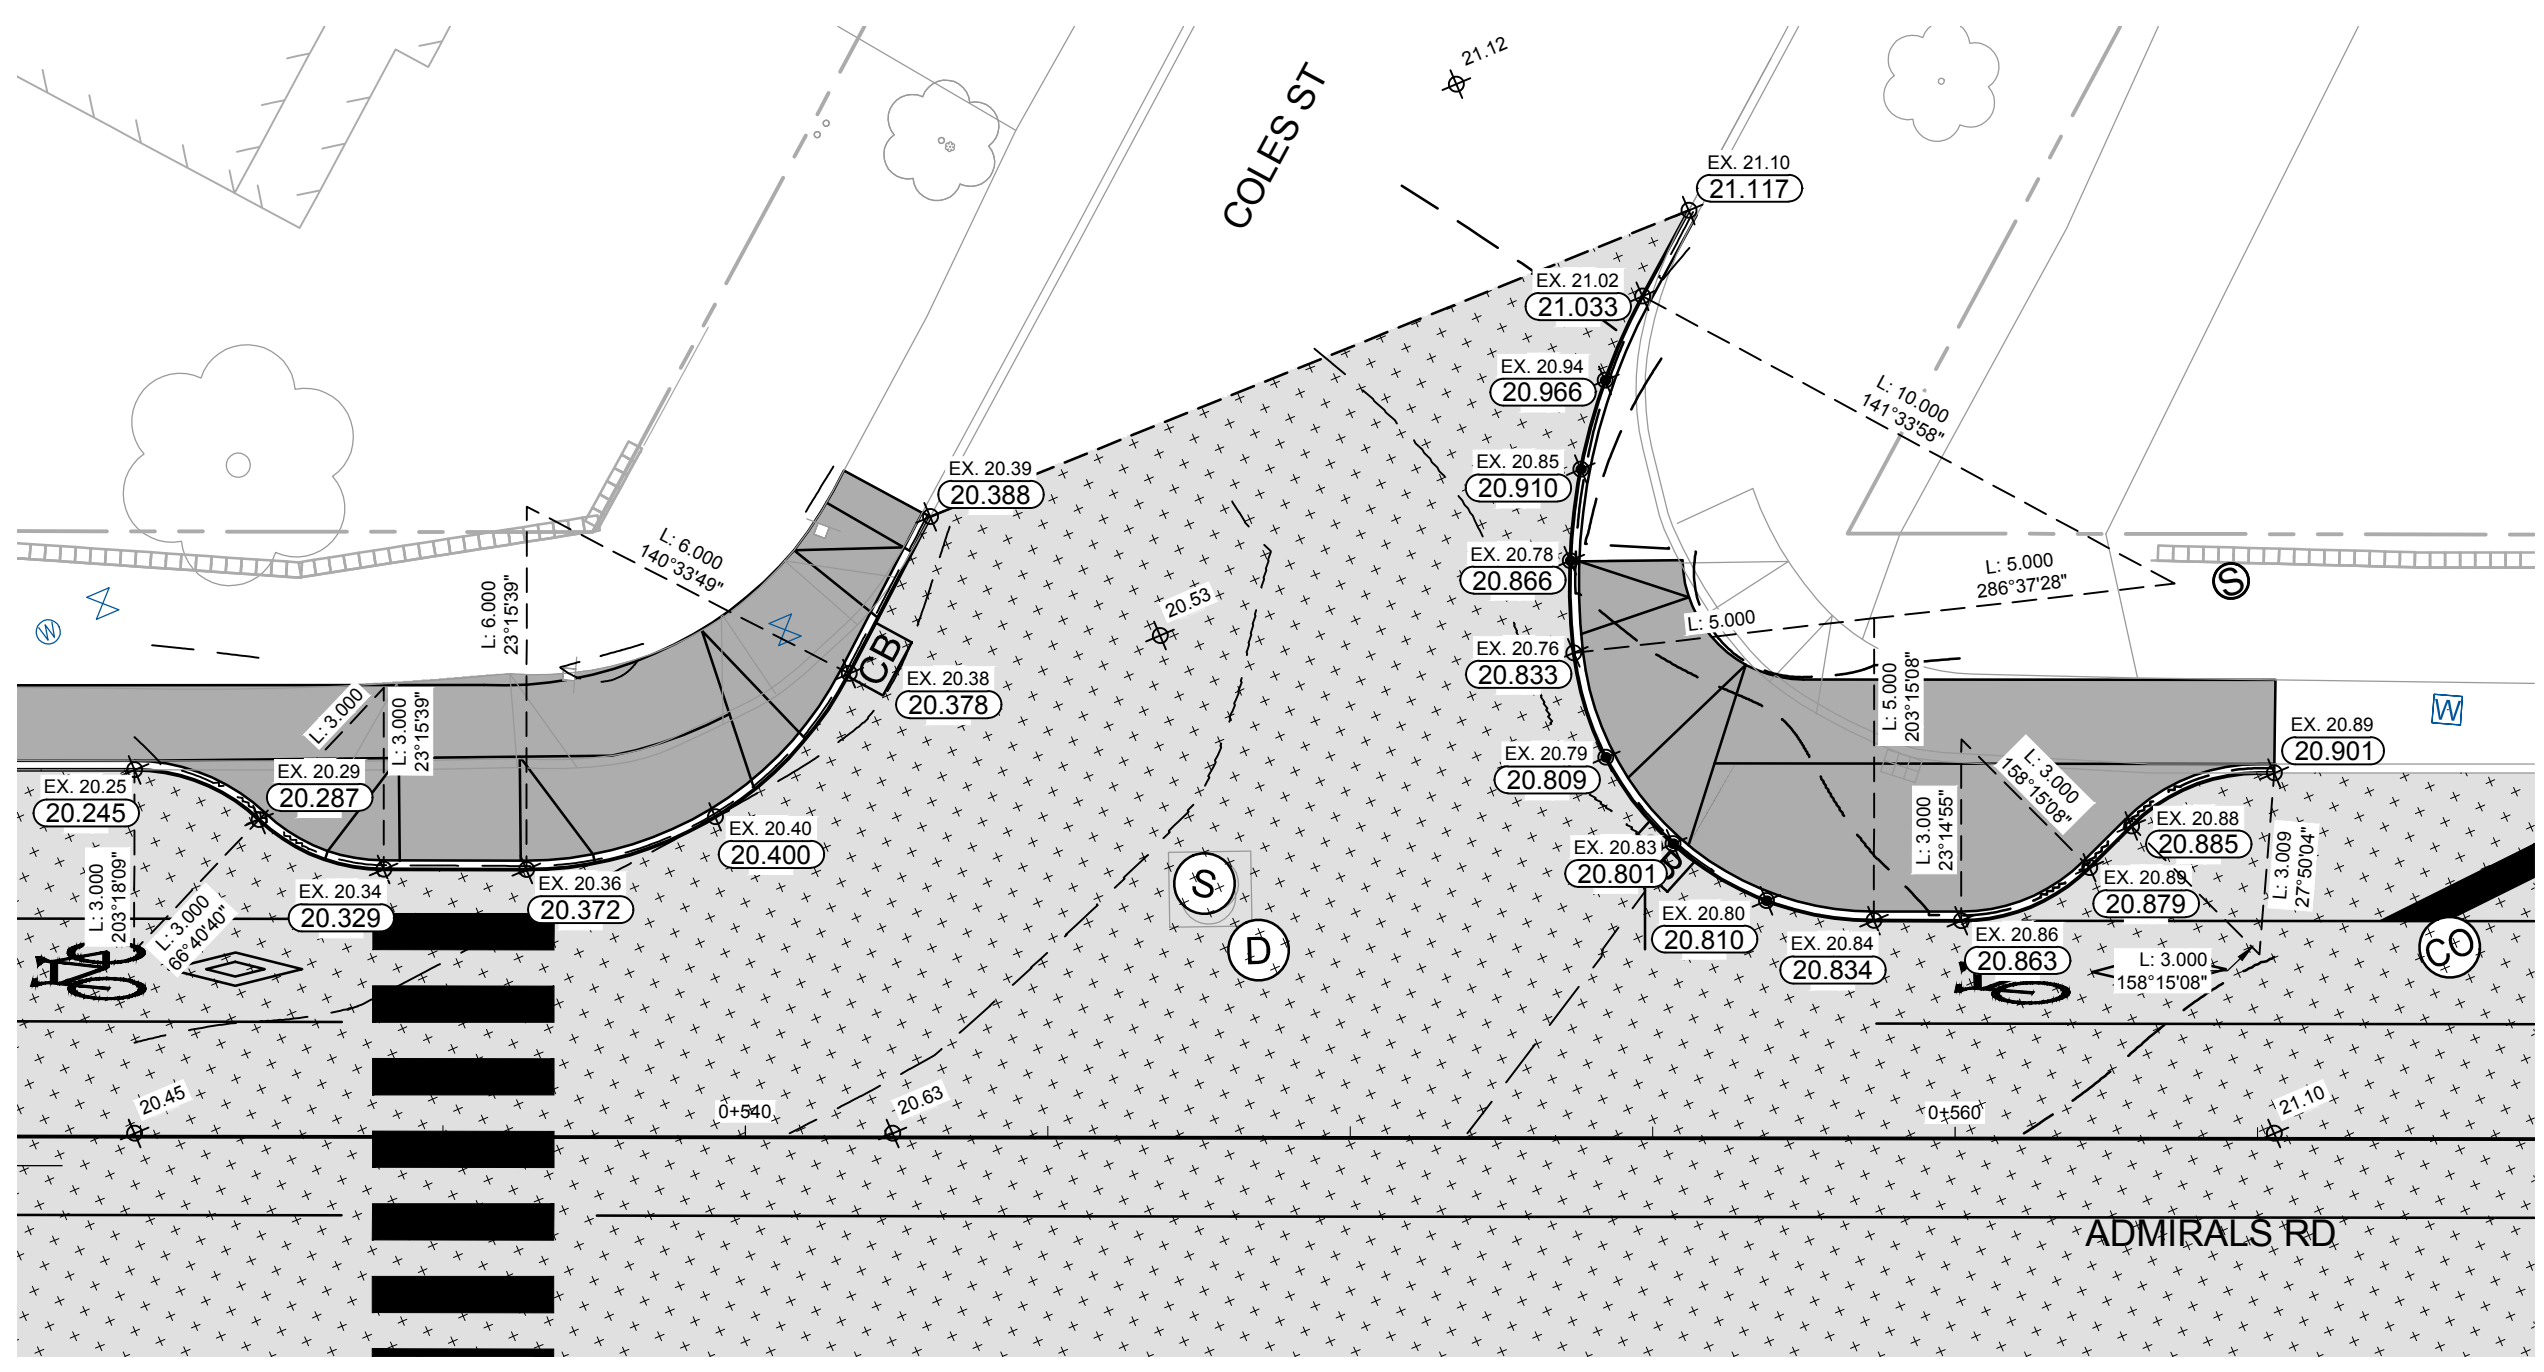 21.12
COLES ST
EX. 21.10
21.117
EX. 21.02
21.033
EX. 20.94
20.966
L: 10.000
141°33'58"
EX. 20.39
20.388
EX. 20.85
20.910
L: 6.000
140°33'49"
L: 6.000
23°15'39"
EX. 20.78
20.866
L: 5.000
286°37'28"
S
W
20.53
L: 5.000
EX. 20.76
20.833
CB
EX. 20.38
20.378
L: 3.000
L: 3.000
23°15'39"
L: 5.000
203°15'08"
W
EX. 20.89
20.901
EX. 20.25
20.245
EX. 20.29
20.287
EX. 20.79
20.809
L: 3.000
158°15'08"
EX. 20.40
20.400
EX. 20.83
20.801
L: 3.000
23°14'55"
EX. 20.88
20.885
L: 3.009
27°50'04"
L: 3.000
203°18'09"
L: 3.000
66°40'40"
EX. 20.34
20.329
EX. 20.36
20.372
S
D
EX. 20.80
20.810
EX. 20.84
20.834
EX. 20.86
20.863
EX. 20.89
20.879
L: 3.000
158°15'08"
CO
20.45
0+540
20.63
0+560
21.10
ADMIRALS RD